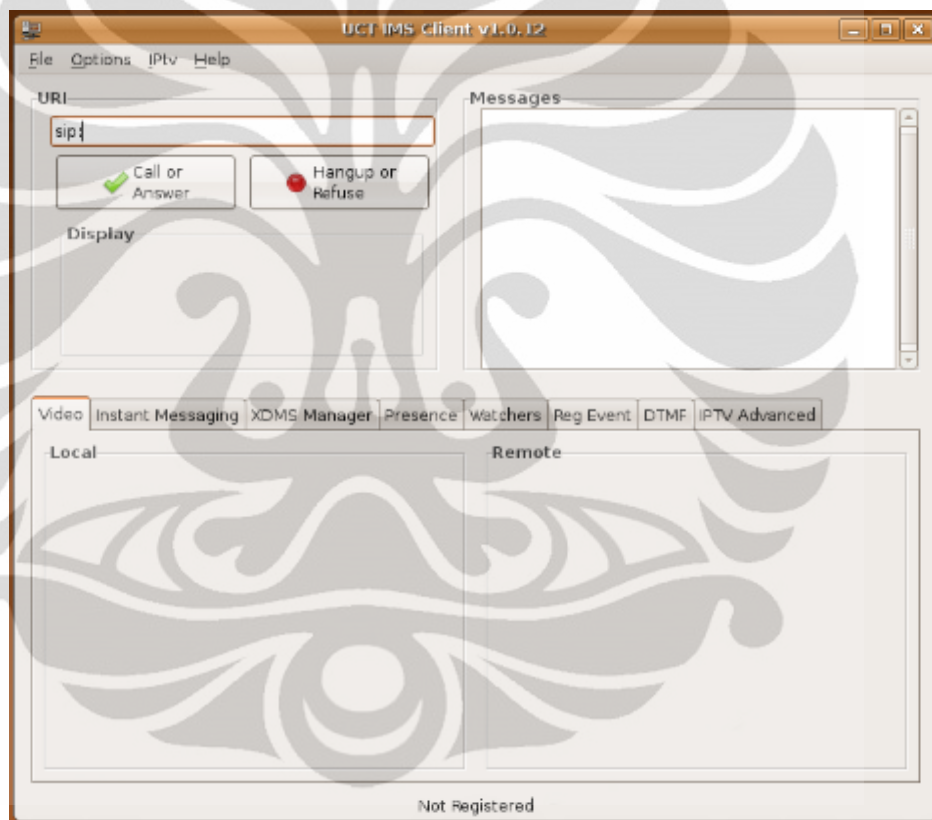 UCT IMS Client v1.0.12
File Options IPtv Help
URI
sip:
Call or
Answer
Hangup or
Refuse
Display
Messages
Video Instant Messaging XDMS Manager Presence Watchers Reg Event DTMF IPTV Advanced
Local Remote
Not Registered